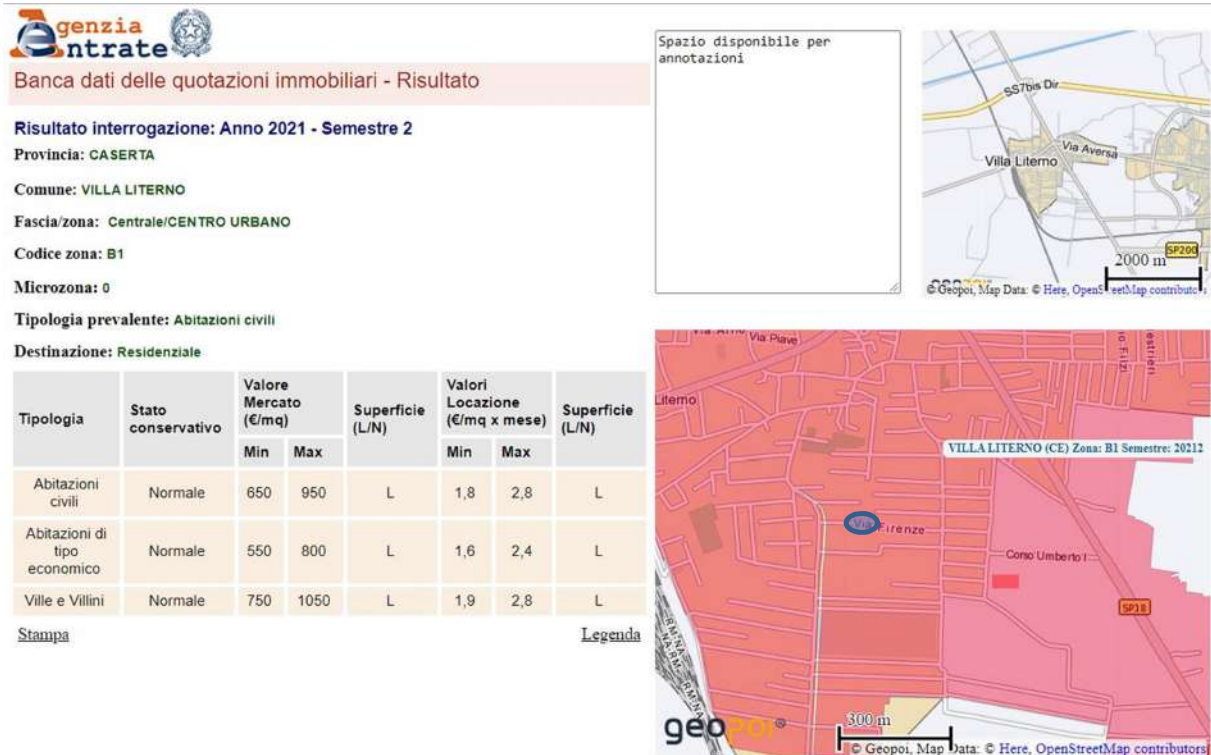 Agenzia
Entrate
Banca dati delle quotazioni immobiliari - Risultato
Risultato interrogazione: Anno 2021 - Semestre 2
Provincia: CASERTA
Comune: VILLA LITERNO
Fascia/zona: Centrale/CENTRO URBANO
Codice zona: B1
Microzona: 0
Tipologia prevalente: Abitazioni civili
Destinazione: Residenziale
Tipologia Stato conservativo Valore Mercato (€/mq) Superficie (L/N) Valori Locazione (€/mq x mese) Superficie (L/N)
Min Max Min Max
Abitazioni civili Normale 650 950 L 1,8 2,8 L
Abitazioni di tipo economico Normale 550 800 L 1,6 2,4 L
Ville e Villini Normale 750 1050 L 1,9 2,8 L
Stampa Legenda
Spazio disponibile per
annotazioni
SS7bis Dir
Via Aversa
Villa Literno
SP200
2000 m
© Geopoi, Map Data: © Here, OpenStreetMap contributors
Via Piave
Literno
VILLA LITERNO (CE) Zona: B1 Semestre: 20212
Via Firenze
Corso Umberto I
SP18
RM-NA
NA-RM
RM-NA
geopoi®
300 m
© Geopoi, Map Data: © Here, OpenStreetMap contributors